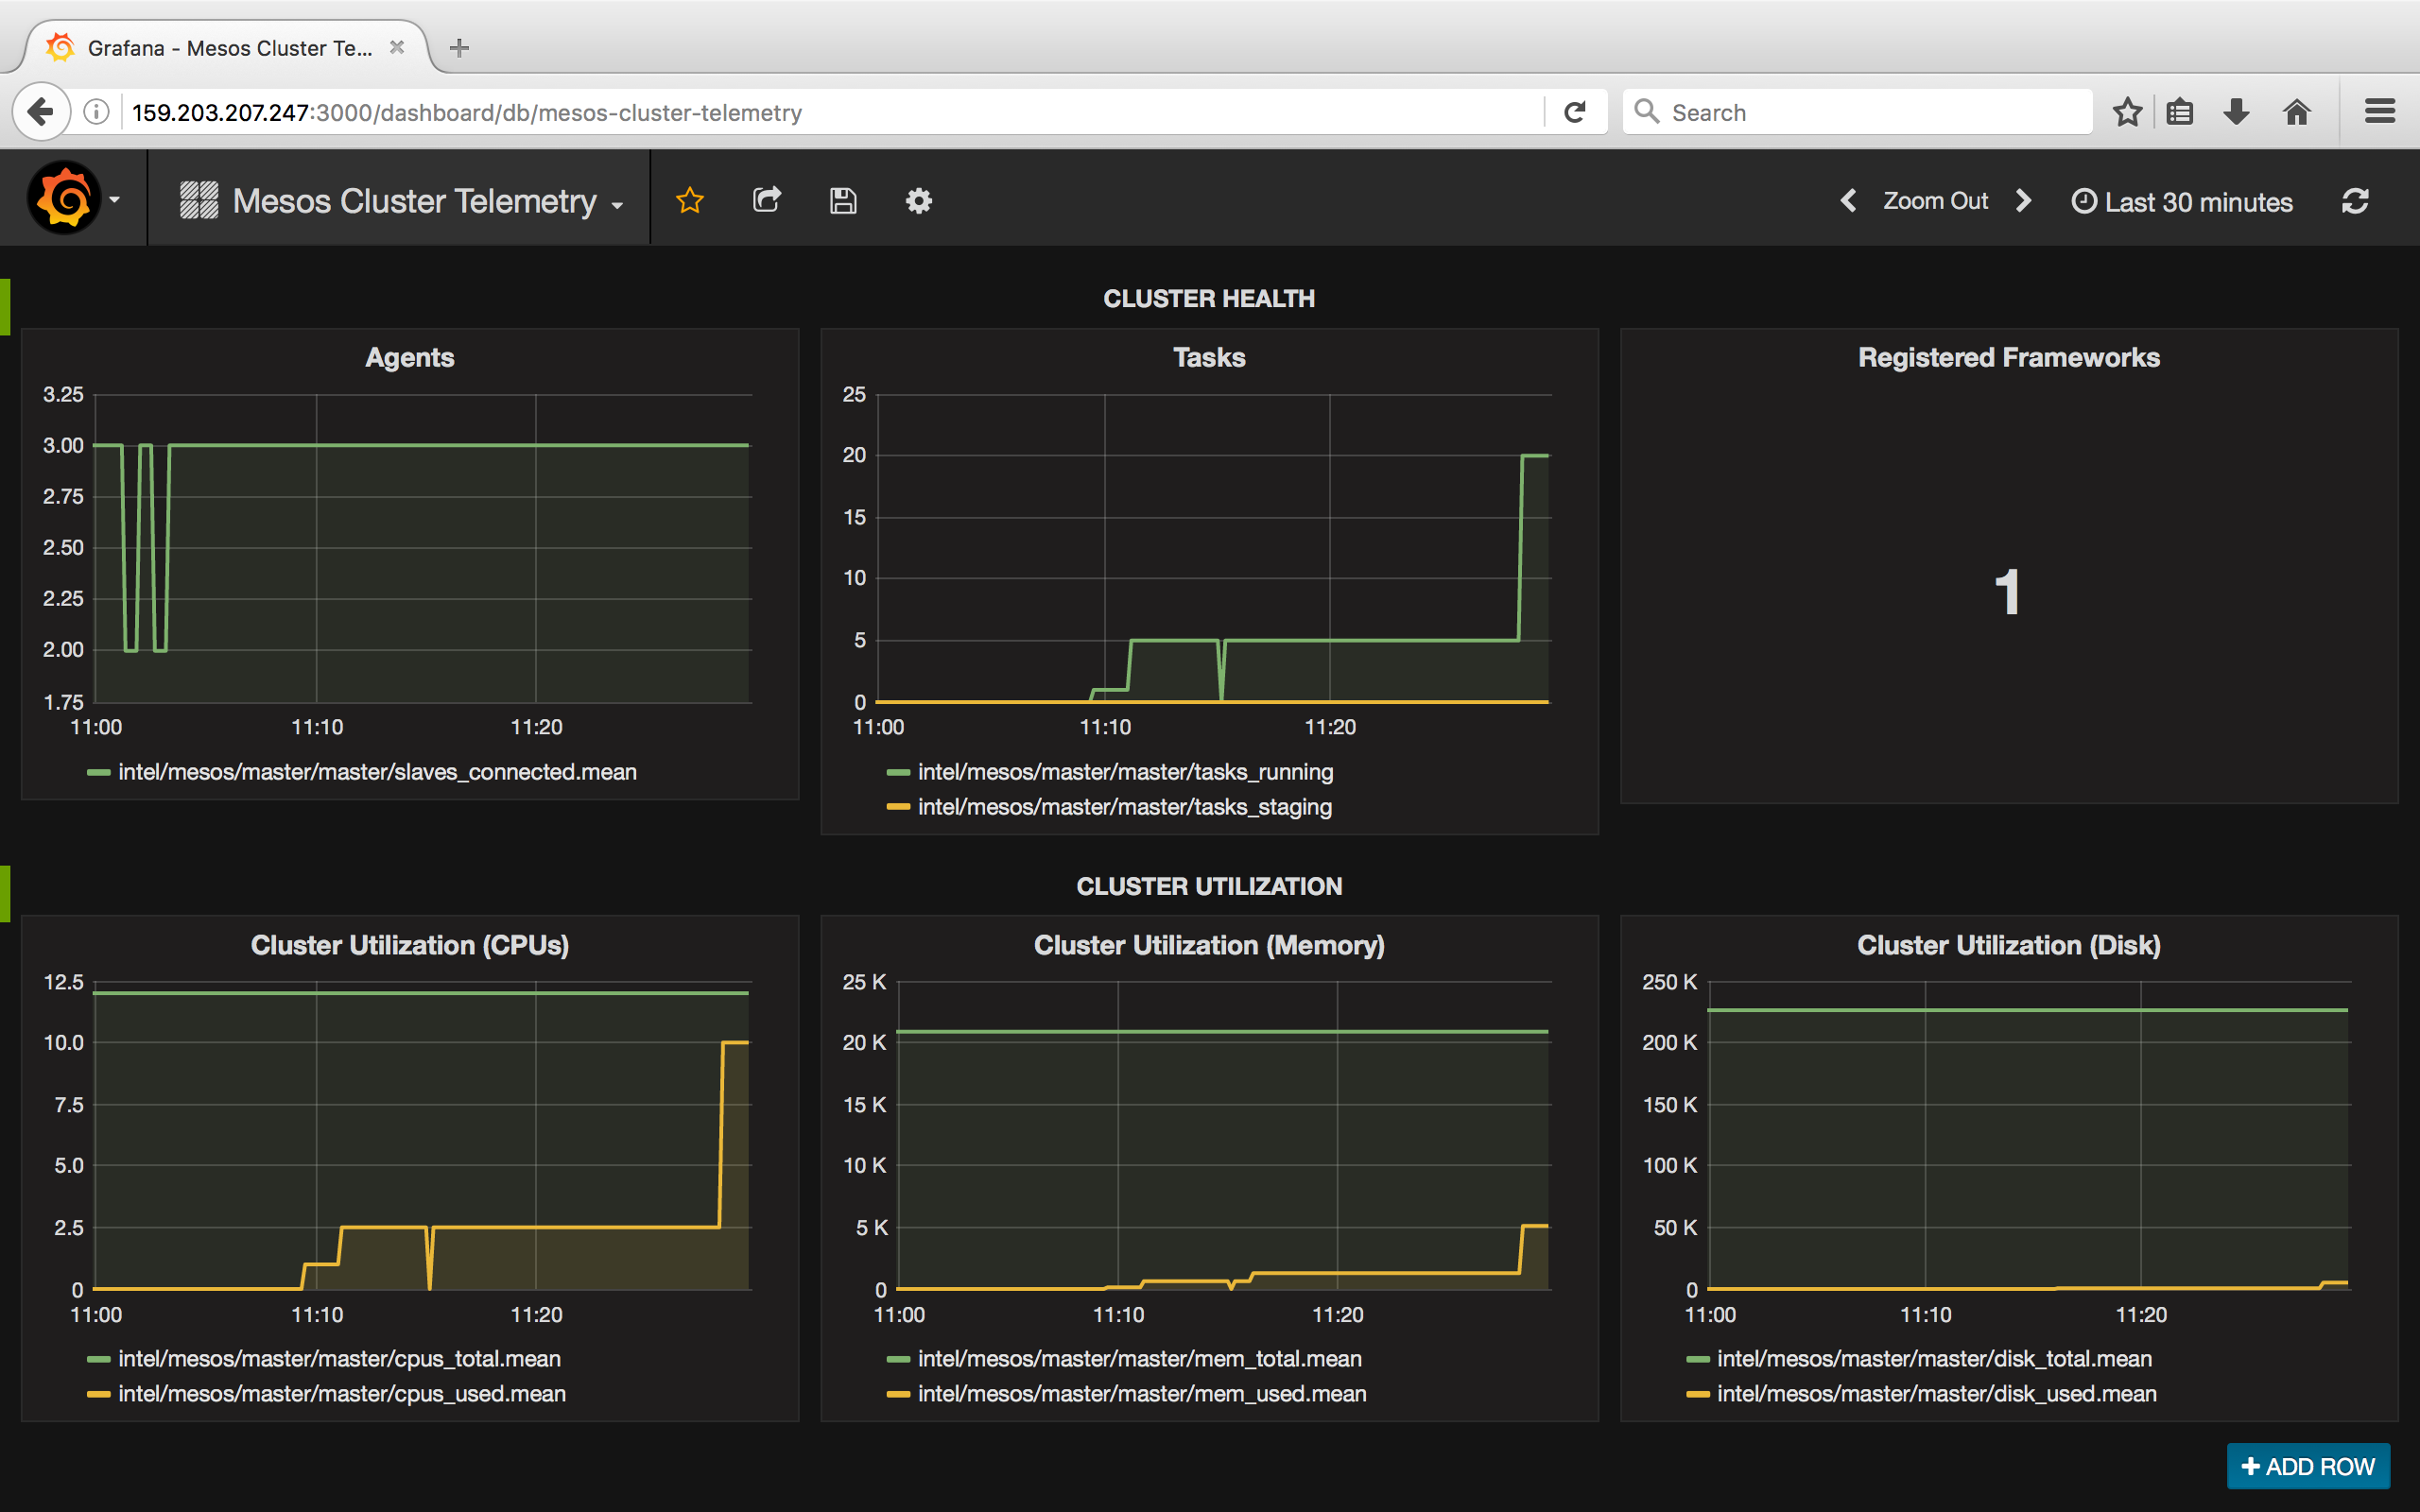 Grafana - Mesos Cluster Te...
159.203.207.247:3000/dashboard/db/mesos-cluster-telemetry
Search
Mesos Cluster Telemetry
Zoom Out
Last 30 minutes
CLUSTER HEALTH
Agents
3.25
3.00
2.75
2.50
2.25
2.00
1.75
11:00 11:10 11:20
intel/mesos/master/master/slaves_connected.mean
Tasks
25
20
15
10
5
0
11:00 11:10 11:20
intel/mesos/master/master/tasks_running
intel/mesos/master/master/tasks_staging
Registered Frameworks
1
CLUSTER UTILIZATION
Cluster Utilization (CPUs)
12.5
10.0
7.5
5.0
2.5
0
11:00 11:10 11:20
intel/mesos/master/master/cpus_total.mean
intel/mesos/master/master/cpus_used.mean
Cluster Utilization (Memory)
25 K
20 K
15 K
10 K
5 K
0
11:00 11:10 11:20
intel/mesos/master/master/mem_total.mean
intel/mesos/master/master/mem_used.mean
Cluster Utilization (Disk)
250 K
200 K
150 K
100 K
50 K
0
11:00 11:10 11:20
intel/mesos/master/master/disk_total.mean
intel/mesos/master/master/disk_used.mean
ADD ROW